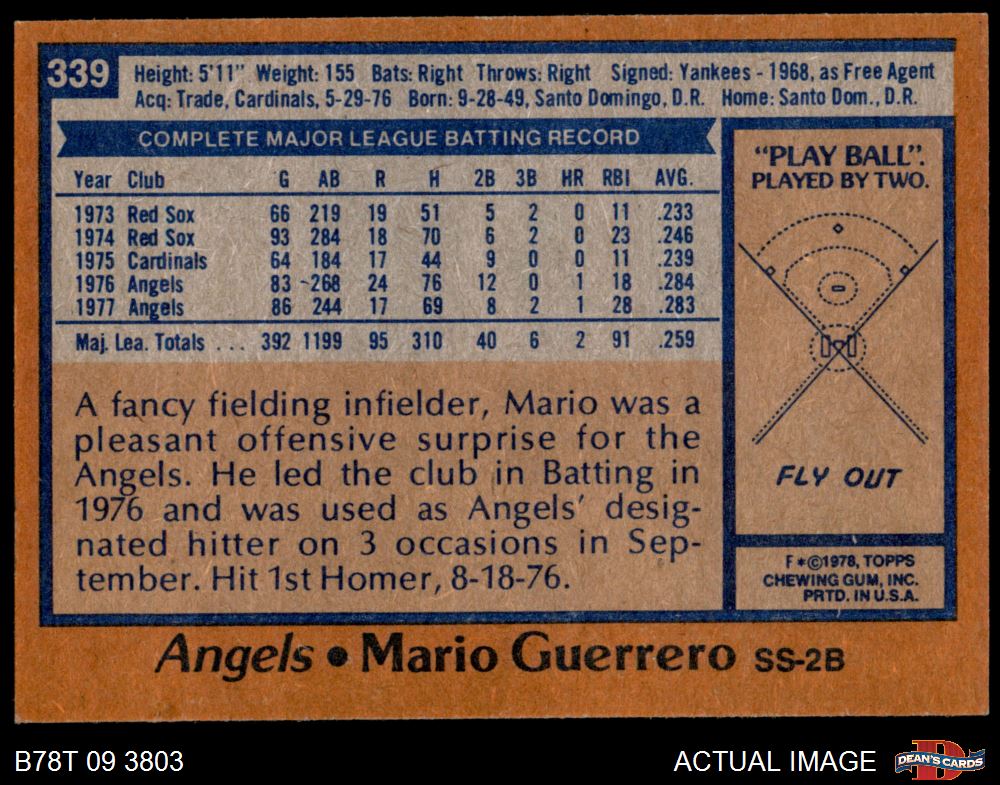 339
Height: 5'11" Weight: 155 Bats: Right Throws: Right Signed: Yankees - 1968, as Free Agent
Acq: Trade, Cardinals, 5-29-76 Born: 9-28-49, Santo Domingo, D.R. Home: Santo Dom., D.R.
COMPLETE MAJOR LEAGUE BATTING RECORD
Year Club G AB R H 2B 3B HR RBI AVG.
1973 Red Sox 66 219 19 51 5 2 0 11 .233
1974 Red Sox 93 284 18 70 6 2 0 23 .246
1975 Cardinals 64 184 17 44 9 0 0 11 .239
1976 Angels 83 268 24 76 12 0 1 18 .284
1977 Angels 86 244 17 69 8 2 1 28 .283
Maj. Lea. Totals ... 392 1199 95 310 40 6 2 91 .259
A fancy fielding infielder, Mario was a
pleasant offensive surprise for the
Angels. He led the club in Batting in
1976 and was used as Angels' desig-
nated hitter on 3 occasions in Sep-
tember. Hit 1st Homer, 8-18-76.
"PLAY BALL".
PLAYED BY TWO.
FLY OUT
F*©1978, TOPPS
CHEWING GUM, INC.
PRTD. IN U.S.A.
Angels • Mario Guerrero SS-2B
B78T 09 3803
ACTUAL IMAGE
DEAN'S CARDS